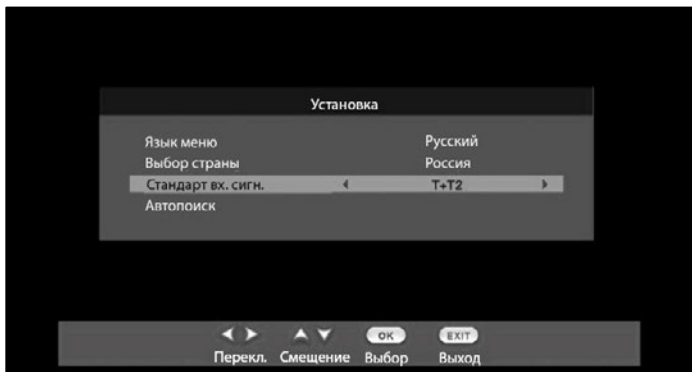 Установка
Язык меню Русский
Выбор страны Россия
Стандарт вх. сигн. T+T2
Автопоиск
OK EXIT
Перекл. Смещение Выбор Выход